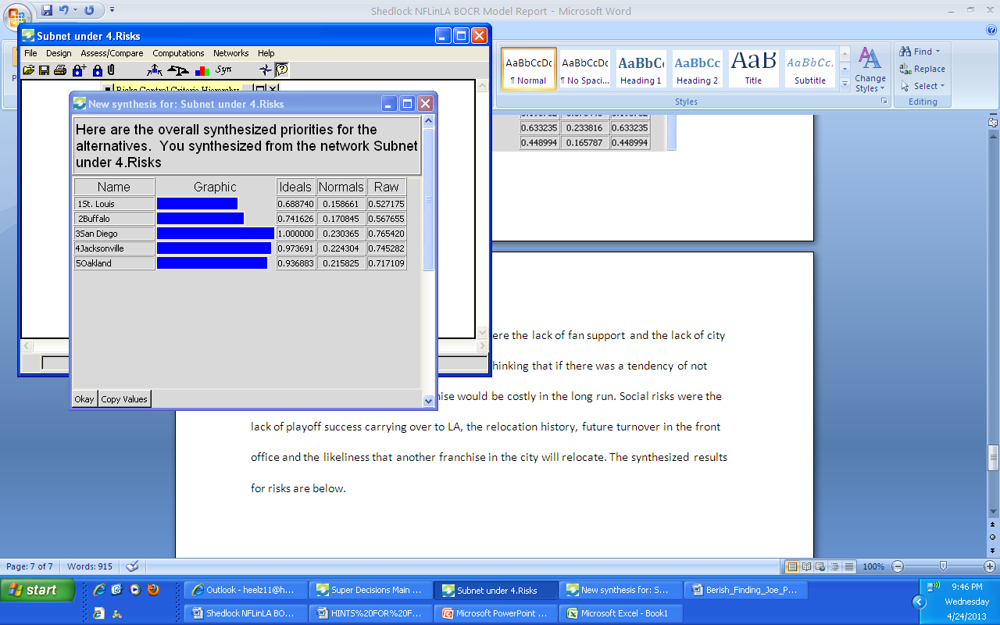 Shedlock NFLinLA BOCR Model Report - Microsoft Word
Subnet under 4.Risks
File Design Assess/Compare Computations Networks Help
Syn
Risks Control Criteria Hierarchy
New synthesis for: Subnet under 4.Risks
Here are the overall synthesized priorities for the
alternatives. You synthesized from the network Subnet
under 4.Risks
Name Graphic Ideals Normals Raw
1St. Louis 0.688740 0.158661 0.527175
2Buffalo 0.741626 0.170845 0.567655
3San Diego 1.000000 0.230365 0.765420
4Jacksonville 0.973691 0.224304 0.745282
5Oakland 0.936883 0.215825 0.717109
Okay Copy Values
AaBbCcDc AaBbCcDc AaBbCc AaBbCc AaB AaBbCc.
¶ Normal ¶ No Spaci... Heading 1 Heading 2 Title Subtitle
Change
Styles
Styles
Find
Replace
Select
Editing
0.633235 0.233816 0.633235
0.448994 0.165787 0.448994
ere the lack of fan support and the lack of city
hinking that if there was a tendency of not
nise would be costly in the long run. Social risks were the
lack of playoff success carrying over to LA, the relocation history, future turnover in the front
office and the likeliness that another franchise in the city will relocate. The synthesized results
for risks are below.
Page: 7 of 7 Words: 915 100%
start
Outlook - heelz11@h... Super Decisions Main ... Subnet under 4.Risks New synthesis for: S... Berish_Finding_Joe_P...
Shedlock NFLinLA BO... HINTS%20FOR%20F... Microsoft PowerPoint ... Microsoft Excel - Book1
9:46 PM
Wednesday
4/24/2013